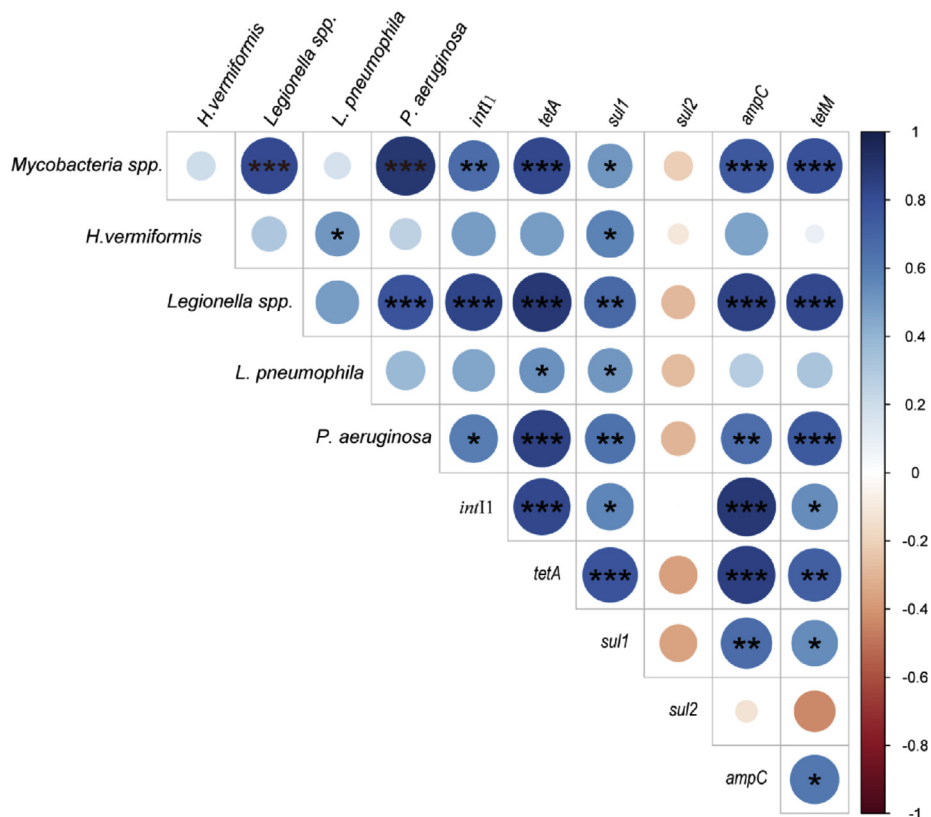 H.vermiformis
Legionella spp.
L. pneumophila
P. aeruginosa
intI1
tetA
sul1
sul2
ampC
tetM
Mycobacteria spp. *** *** ** *** * *** ***
H.vermiformis * *
Legionella spp. *** *** *** ** *** ***
L. pneumophila * *
P. aeruginosa * *** ** ** ***
intI1 *** * *** *
tetA *** *** **
sul1 ** *
sul2
ampC *
1
0.8
0.6
0.4
0.2
0
-0.2
-0.4
-0.6
-0.8
-1